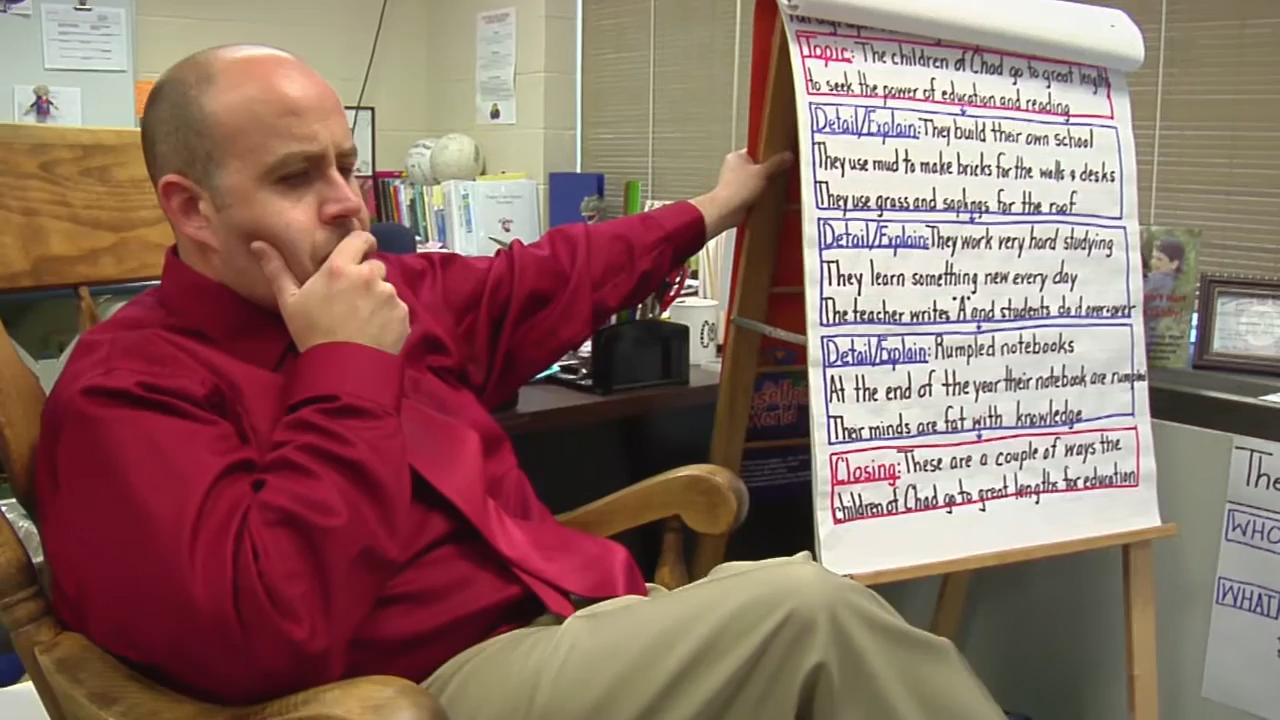 Topic: The children of Chad go to great lengths
to seek the power of education and reading
Detail/Explain: They build their own school
They use mud to make bricks for the walls & desks
They use grass and saplings for the roof
Detail/Explain: They work very hard studying
They learn something new every day
The teacher writes "A" and students do it over + over
Detail/Explain: Rumpled notebooks
At the end of the year their notebook are rumpled
Their minds are fat with knowledge
Closing: These are a couple of ways the
children of Chad go to great lengths for education
World
The
WHO
WHAT